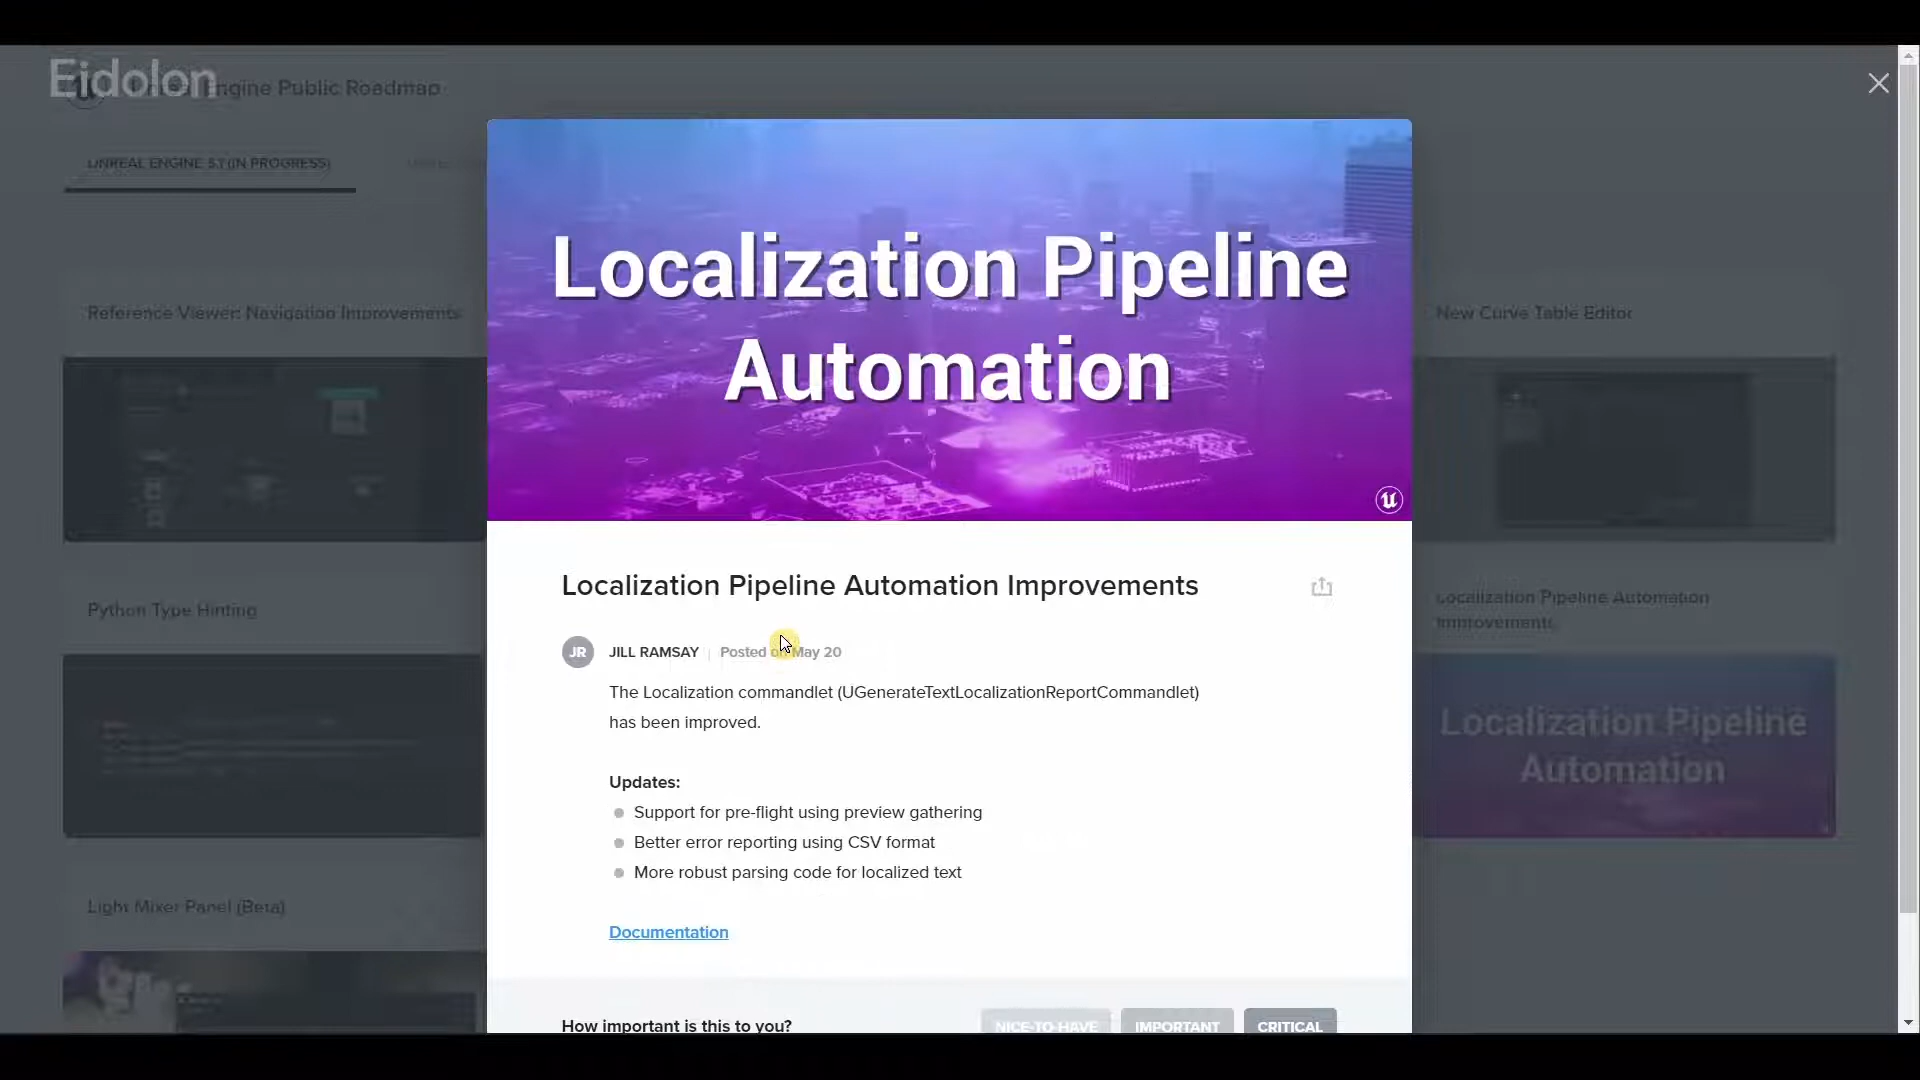 Eidolon
Engine Public Roadmap
UNREAL ENGINE 5.1 (IN PROGRESS)
Localization Pipeline
Automation
Reference Viewer: Navigation Improvements
New Curve Table Editor
Localization Pipeline Automation Improvements
JR
JILL RAMSAY
Posted on May 20
The Localization commandlet (UGenerateTextLocalizationReportCommandlet)
has been improved.
Updates:
Support for pre-flight using preview gathering
Better error reporting using CSV format
More robust parsing code for localized text
Documentation
How important is this to you?
NICE-TO-HAVE
IMPORTANT
CRITICAL
Python Type Hinting
Localization Pipeline Automation
Improvements
Localization Pipeline
Automation
Light Mixer Panel (Beta)